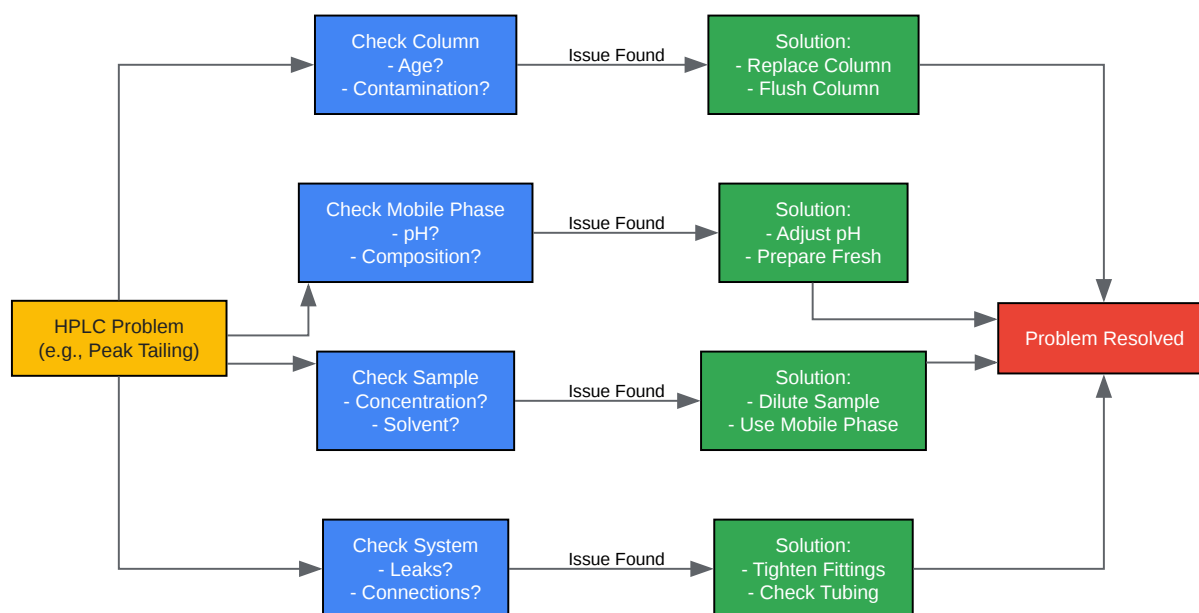 Check Column
- Age?
- Contamination?
Issue Found
Solution:
- Replace Column
- Flush Column
Check Mobile Phase
- pH?
- Composition?
Issue Found
Solution:
- Adjust pH
- Prepare Fresh
HPLC Problem
(e.g., Peak Tailing)
Problem Resolved
Check Sample
- Concentration?
- Solvent?
Issue Found
Solution:
- Dilute Sample
- Use Mobile Phase
Check System
- Leaks?
- Connections?
Issue Found
Solution:
- Tighten Fittings
- Check Tubing